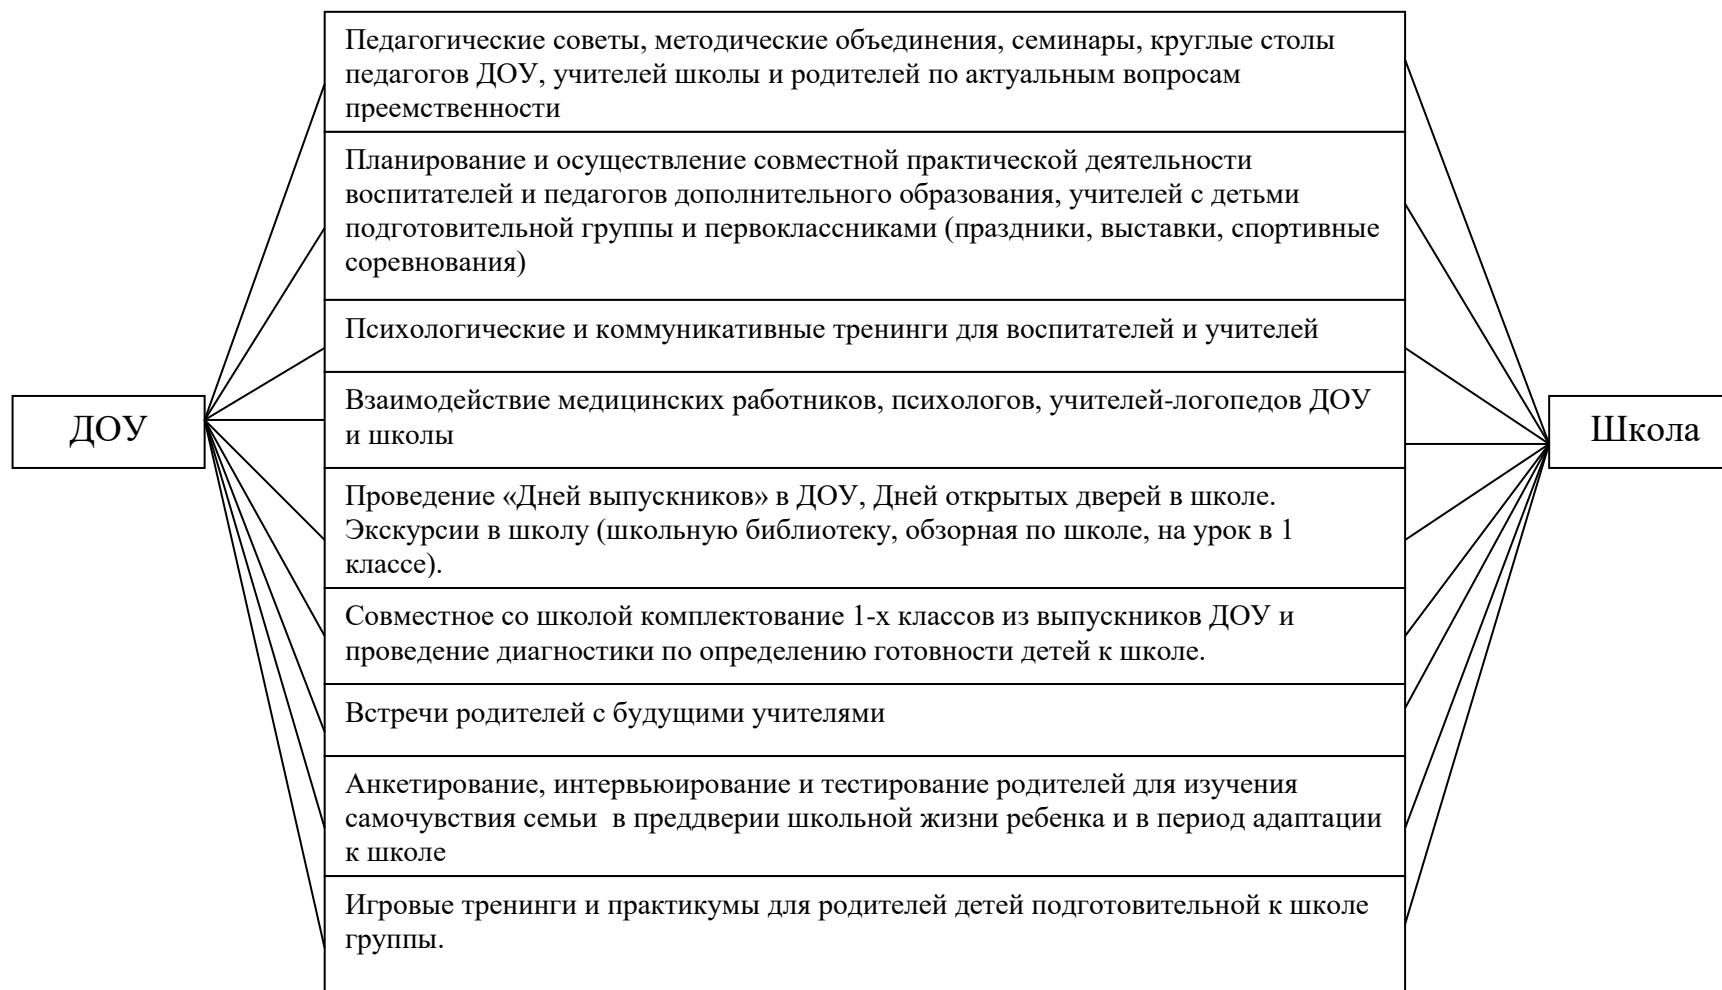 Педагогические советы, методические объединения, семинары, круглые столы
педагогов ДОУ, учителей школы и родителей по актуальным вопросам
преемственности
Планирование и осуществление совместной практической деятельности
воспитателей и педагогов дополнительного образования, учителей с детьми
подготовительной группы и первоклассниками (праздники, выставки, спортивные
соревнования)
Психологические и коммуникативные тренинги для воспитателей и учителей
ДОУ
Взаимодействие медицинских работников, психологов, учителей-логопедов ДОУ
и школы
Школа
Проведение «Дней выпускников» в ДОУ, Дней открытых дверей в школе.
Экскурсии в школу (школьную библиотеку, обзорная по школе, на урок в 1
классе).
Совместное со школой комплектование 1-х классов из выпускников ДОУ и
проведение диагностики по определению готовности детей к школе.
Встречи родителей с будущими учителями
Анкетирование, интервьюирование и тестирование родителей для изучения
самочувствия семьи  в преддверии школьной жизни ребенка и в период адаптации
к школе
Игровые тренинги и практикумы для родителей детей подготовительной к школе
группы.